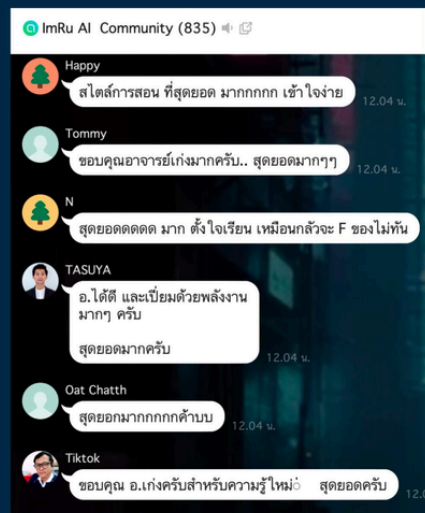 ImRu AI Community (835)
Happy
สไตล์การสอน ที่สุดยอด มากกกกก เข้าใจง่าย
12.04 น.
Tommy
ขอบคุณอาจารย์เก่งมากครับ.. สุดยอดมากๆๆ
12.04 น.
N
สุดยอดดดดด มาก ตั้งใจเรียน เหมือนกลัวจะ F ของไม่ทัน
TASUYA
อ.ได้ดี และเปี่ยมด้วยพลังงาน
มากๆ ครับ
สุดยอดมากครับ
12.04 น.
Oat Chatth
สุดยอกมากกกกกค้าบบ
12.04 น.
Tiktok
ขอบคุณ อ.เก่งครับสำหรับความรู้ใหม่่ สุดยอดครับ